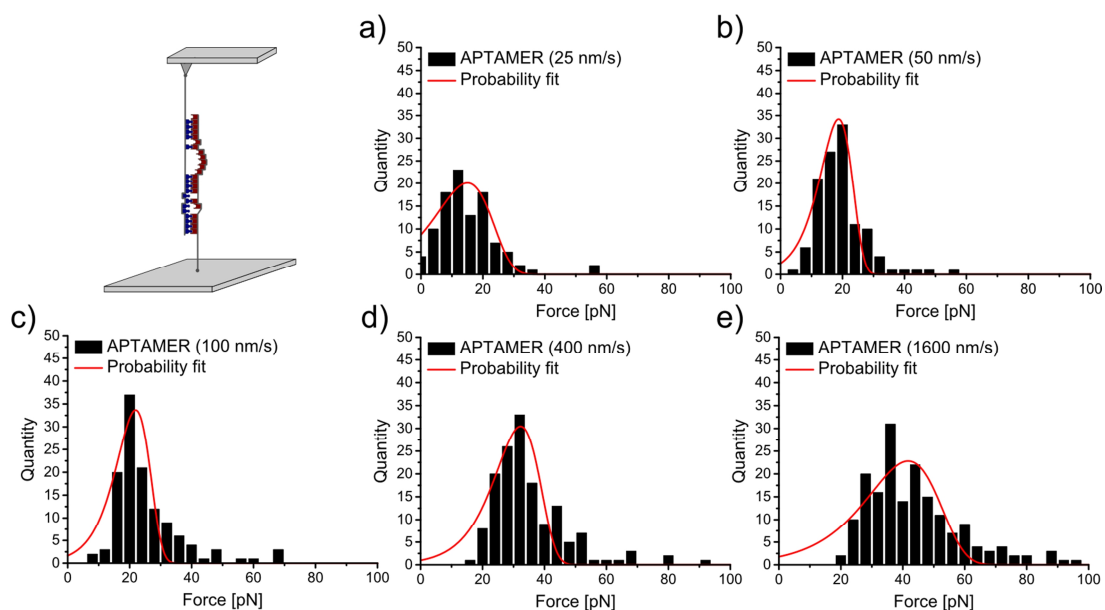 a)
50
45
40
35
30
25
20
15
10
5
0
Quantity
APTAMER (25 nm/s)
Probability fit
0 20 40 60 80 100
Force [pN]
b)
50
45
40
35
30
25
20
15
10
5
0
Quantity
APTAMER (50 nm/s)
Probability fit
0 20 40 60 80 100
Force [pN]
c)
50
45
40
35
30
25
20
15
10
5
0
Quantity
APTAMER (100 nm/s)
Probability fit
0 20 40 60 80 100
Force [pN]
d)
50
45
40
35
30
25
20
15
10
5
0
Quantity
APTAMER (400 nm/s)
Probability fit
0 20 40 60 80 100
Force [pN]
e)
50
45
40
35
30
25
20
15
10
5
0
Quantity
APTAMER (1600 nm/s)
Probability fit
0 20 40 60 80 100
Force [pN]